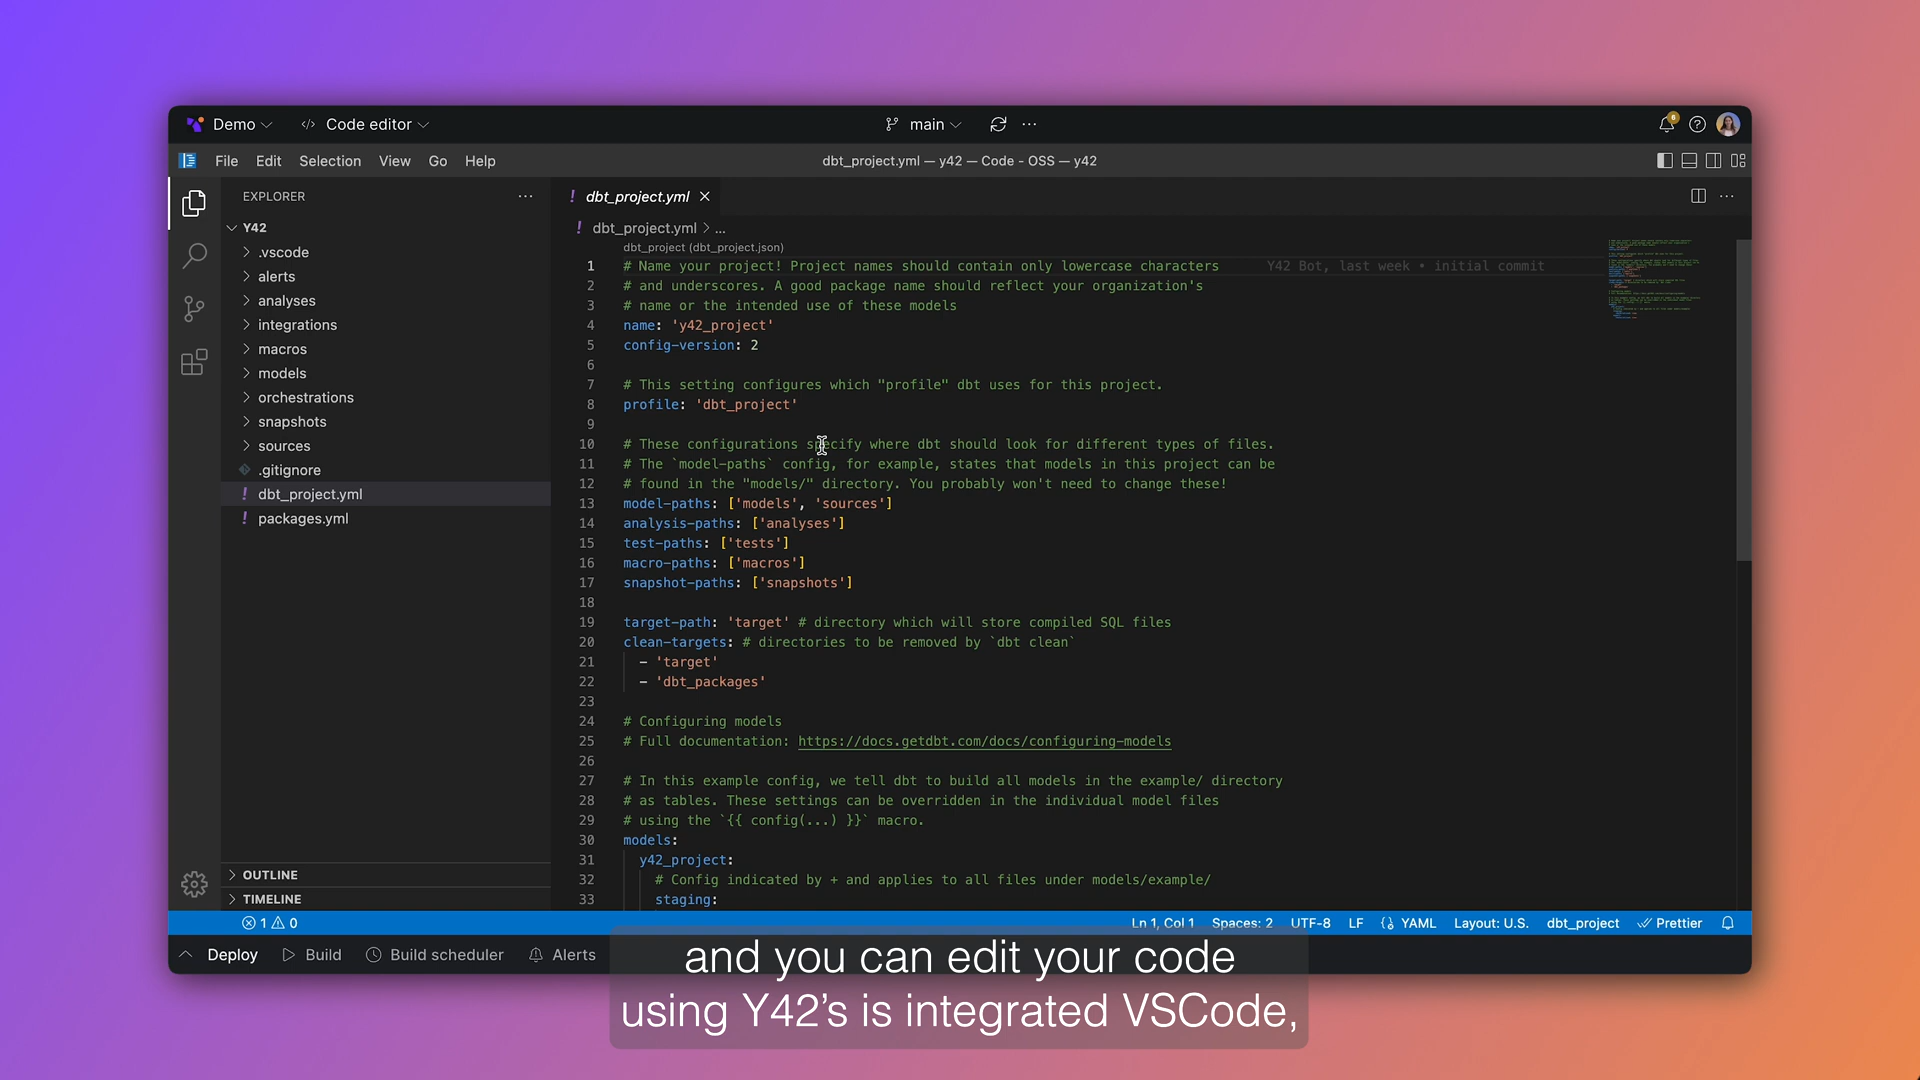 Demo
Code editor
main
6
File Edit Selection View Go Help
dbt_project.yml — y42 — Code - OSS — y42
EXPLORER
Y42
.vscode
alerts
analyses
integrations
macros
models
orchestrations
snapshots
sources
.gitignore
! dbt_project.yml
! packages.yml
OUTLINE
TIMELINE
! dbt_project.yml
! dbt_project.yml > ...
dbt_project (dbt_project.json)
1 # Name your project! Project names should contain only lowercase characters Y42 Bot, last week • initial commit
2 # and underscores. A good package name should reflect your organization's
3 # name or the intended use of these models
4 name: 'y42_project'
5 config-version: 2
6
7 # This setting configures which "profile" dbt uses for this project.
8 profile: 'dbt_project'
9
10 # These configurations specify where dbt should look for different types of files.
11 # The `model-paths` config, for example, states that models in this project can be
12 # found in the "models/" directory. You probably won't need to change these!
13 model-paths: ['models', 'sources']
14 analysis-paths: ['analyses']
15 test-paths: ['tests']
16 macro-paths: ['macros']
17 snapshot-paths: ['snapshots']
18
19 target-path: 'target' # directory which will store compiled SQL files
20 clean-targets: # directories to be removed by `dbt clean`
21 - 'target'
22 - 'dbt_packages'
23
24 # Configuring models
25 # Full documentation: https://docs.getdbt.com/docs/configuring-models
26
27 # In this example config, we tell dbt to build all models in the example/ directory
28 # as tables. These settings can be overridden in the individual model files
29 # using the `{{ config(...) }}` macro.
30 models:
31 y42_project:
32 # Config indicated by + and applies to all files under models/example/
33 staging:
1 0
Ln 1, Col 1 Spaces: 2 UTF-8 LF {} YAML Layout: U.S. dbt_project Prettier
Deploy Build Build scheduler Alerts
and you can edit your code
using Y42’s is integrated VSCode,